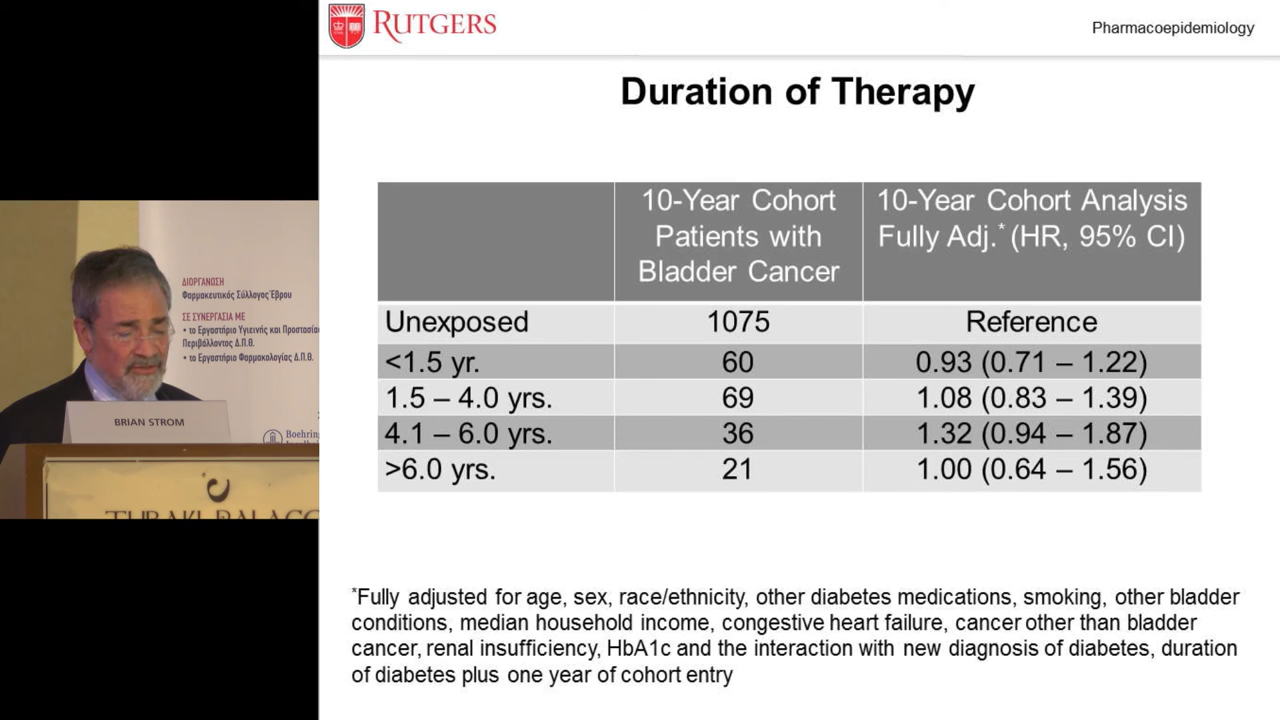 RUTGERS
Pharmacoepidemiology
Duration of Therapy
10-Year Cohort Patients with Bladder Cancer
10-Year Cohort Analysis Fully Adj.* (HR, 95% CI)
Unexposed 1075 Reference
<1.5 yr. 60 0.93 (0.71 – 1.22)
1.5 – 4.0 yrs. 69 1.08 (0.83 – 1.39)
4.1 – 6.0 yrs. 36 1.32 (0.94 – 1.87)
>6.0 yrs. 21 1.00 (0.64 – 1.56)
*Fully adjusted for age, sex, race/ethnicity, other diabetes medications, smoking, other bladder
conditions, median household income, congestive heart failure, cancer other than bladder
cancer, renal insufficiency, HbA1c and the interaction with new diagnosis of diabetes, duration
of diabetes plus one year of cohort entry
ΔΙΟΡΓΑΝΩΣΗ
Φαρμακευτικός Σύλλογος Έβρου
ΣΕ ΣΥΝΕΡΓΑΣΙΑ ΜΕ
• το Εργαστήριο Υγιεινής και Προστασίας
Περιβάλλοντος Δ.Π.Θ.
• το Εργαστήριο Φαρμακολογίας Δ.Π.Θ.
BRIAN STROM